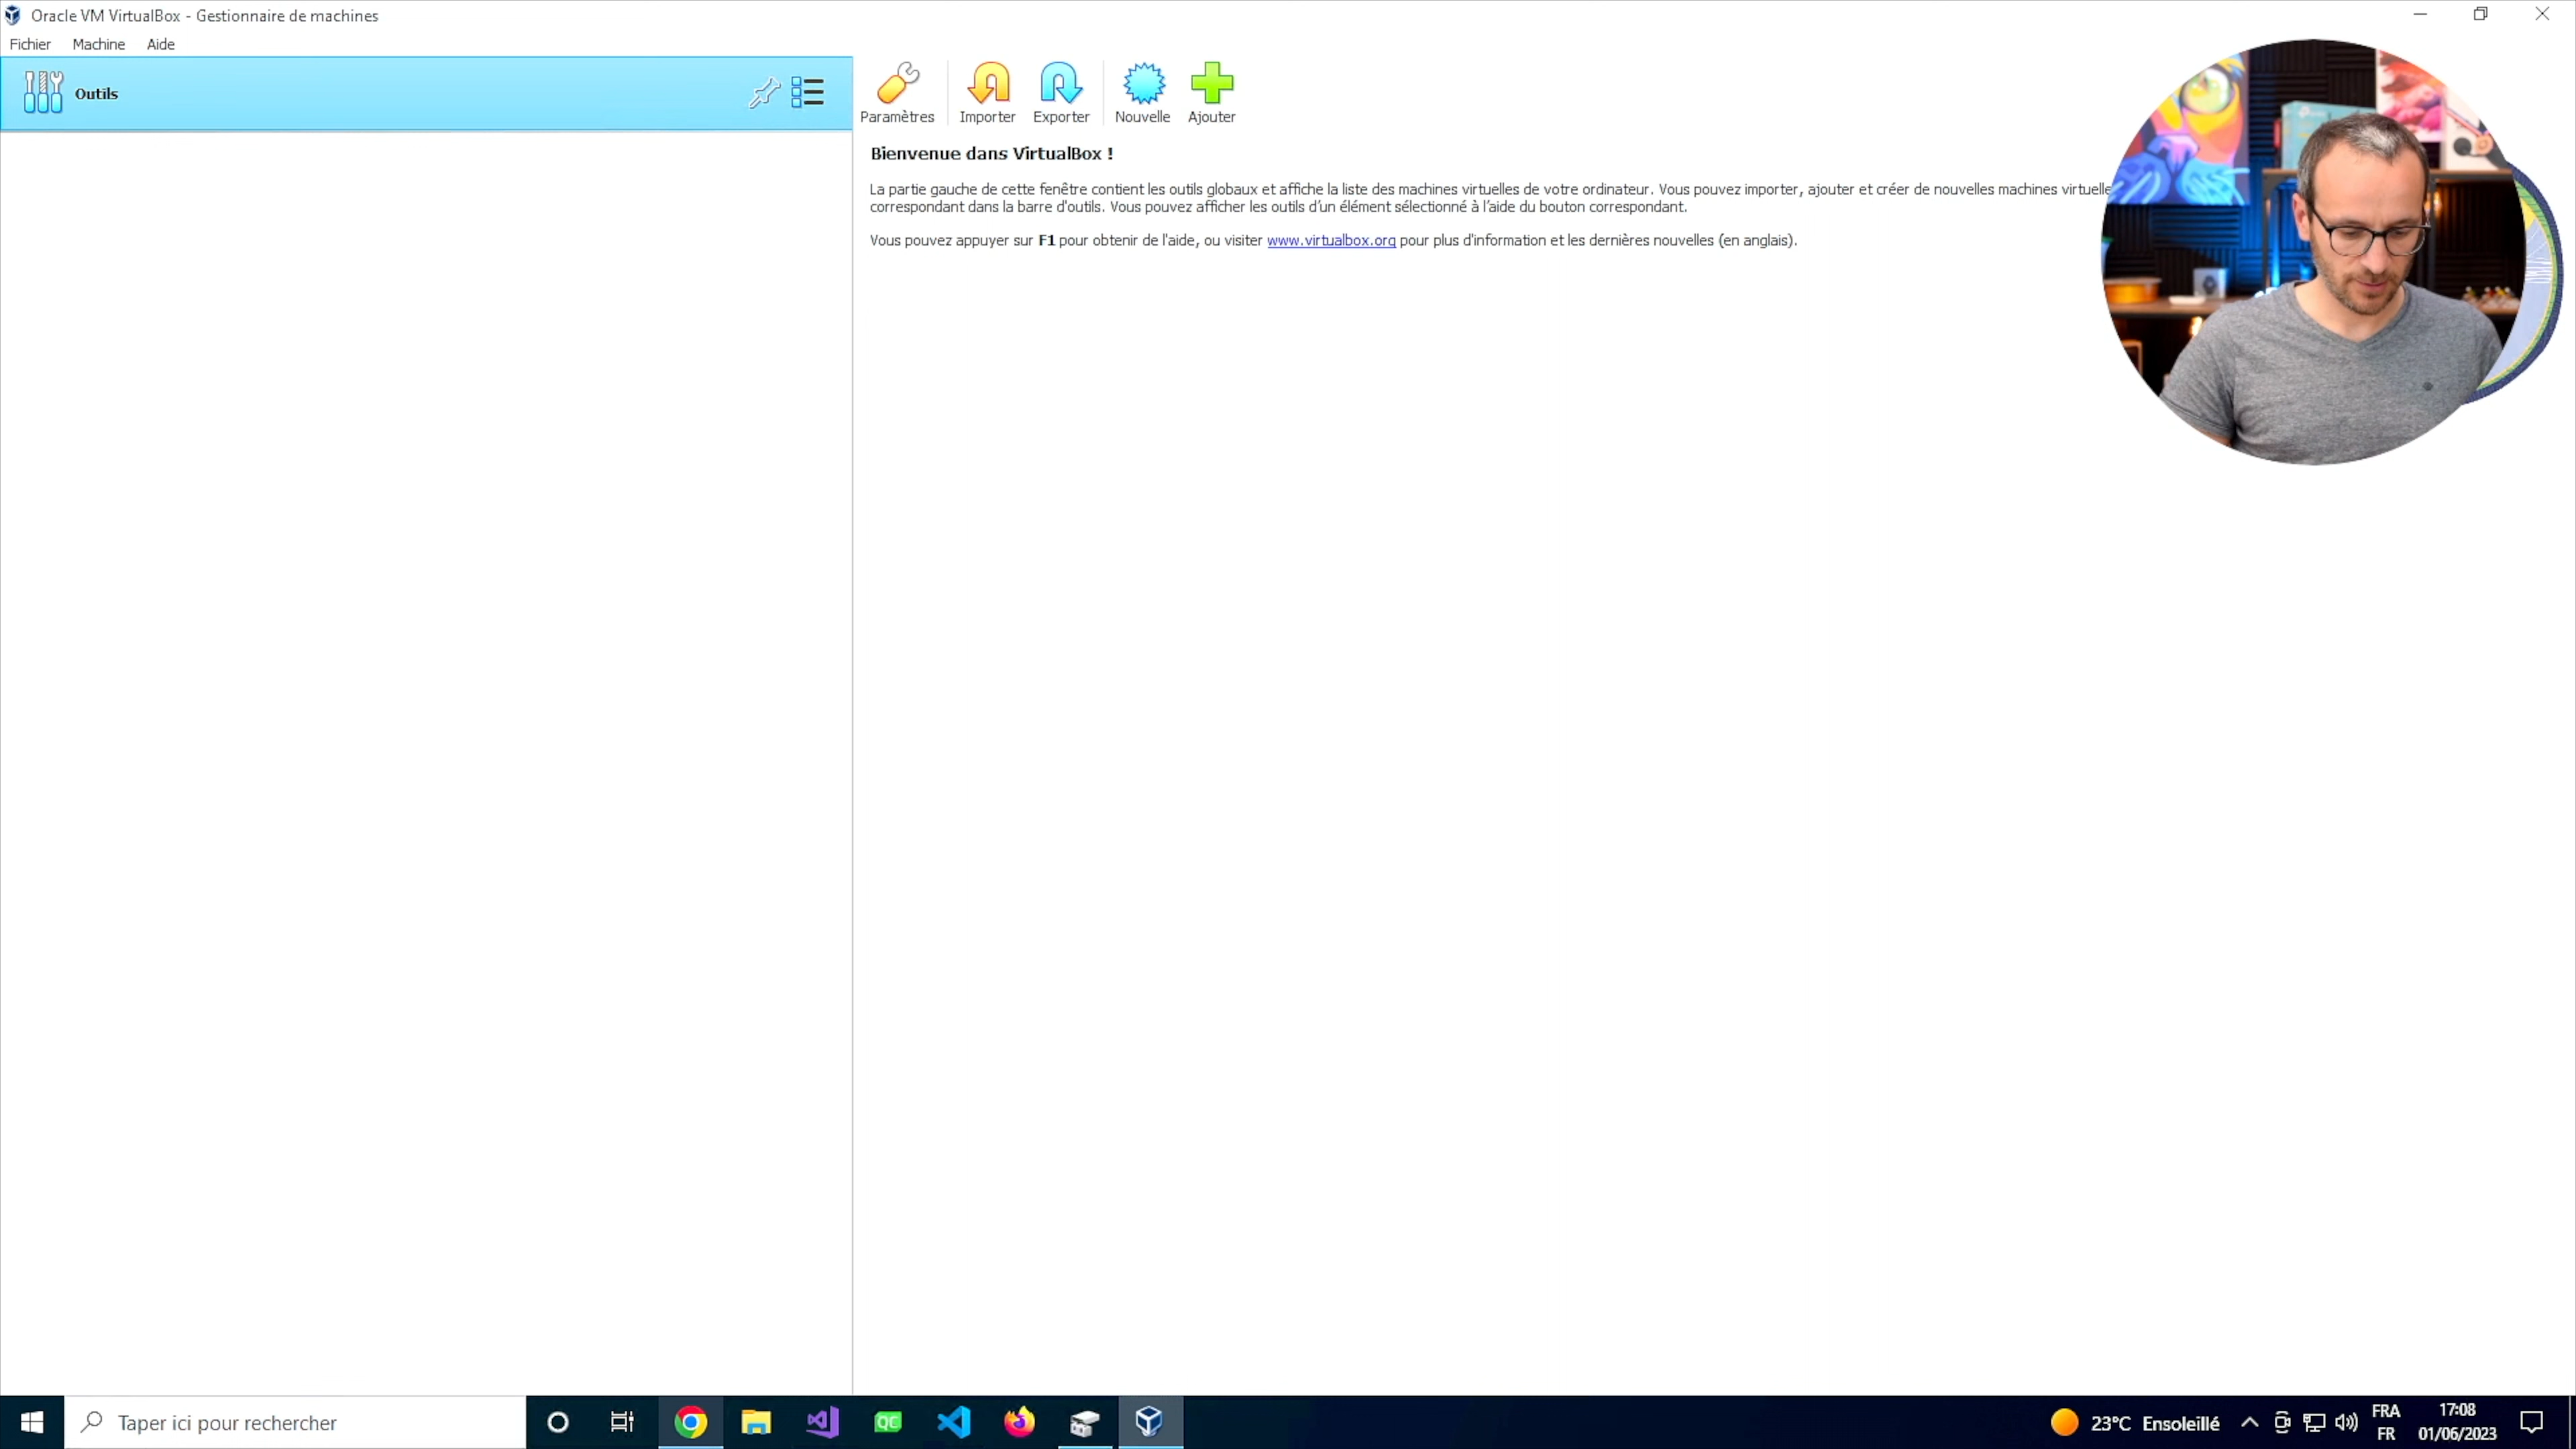 Oracle VM VirtualBox - Gestionnaire de machines
Fichier Machine Aide
Outils
Paramètres Importer Exporter Nouvelle Ajouter
Bienvenue dans VirtualBox !
La partie gauche de cette fenêtre contient les outils globaux et affiche la liste des machines virtuelles de votre ordinateur. Vous pouvez importer, ajouter et créer de nouvelles machines virtuelle
correspondant dans la barre d'outils. Vous pouvez afficher les outils d'un élément sélectionné à l'aide du bouton correspondant.
Vous pouvez appuyer sur F1 pour obtenir de l'aide, ou visiter www.virtualbox.org pour plus d'information et les dernières nouvelles (en anglais).
Taper ici pour rechercher
QC
23°C Ensoleillé
FRA
FR
17:08
01/06/2023